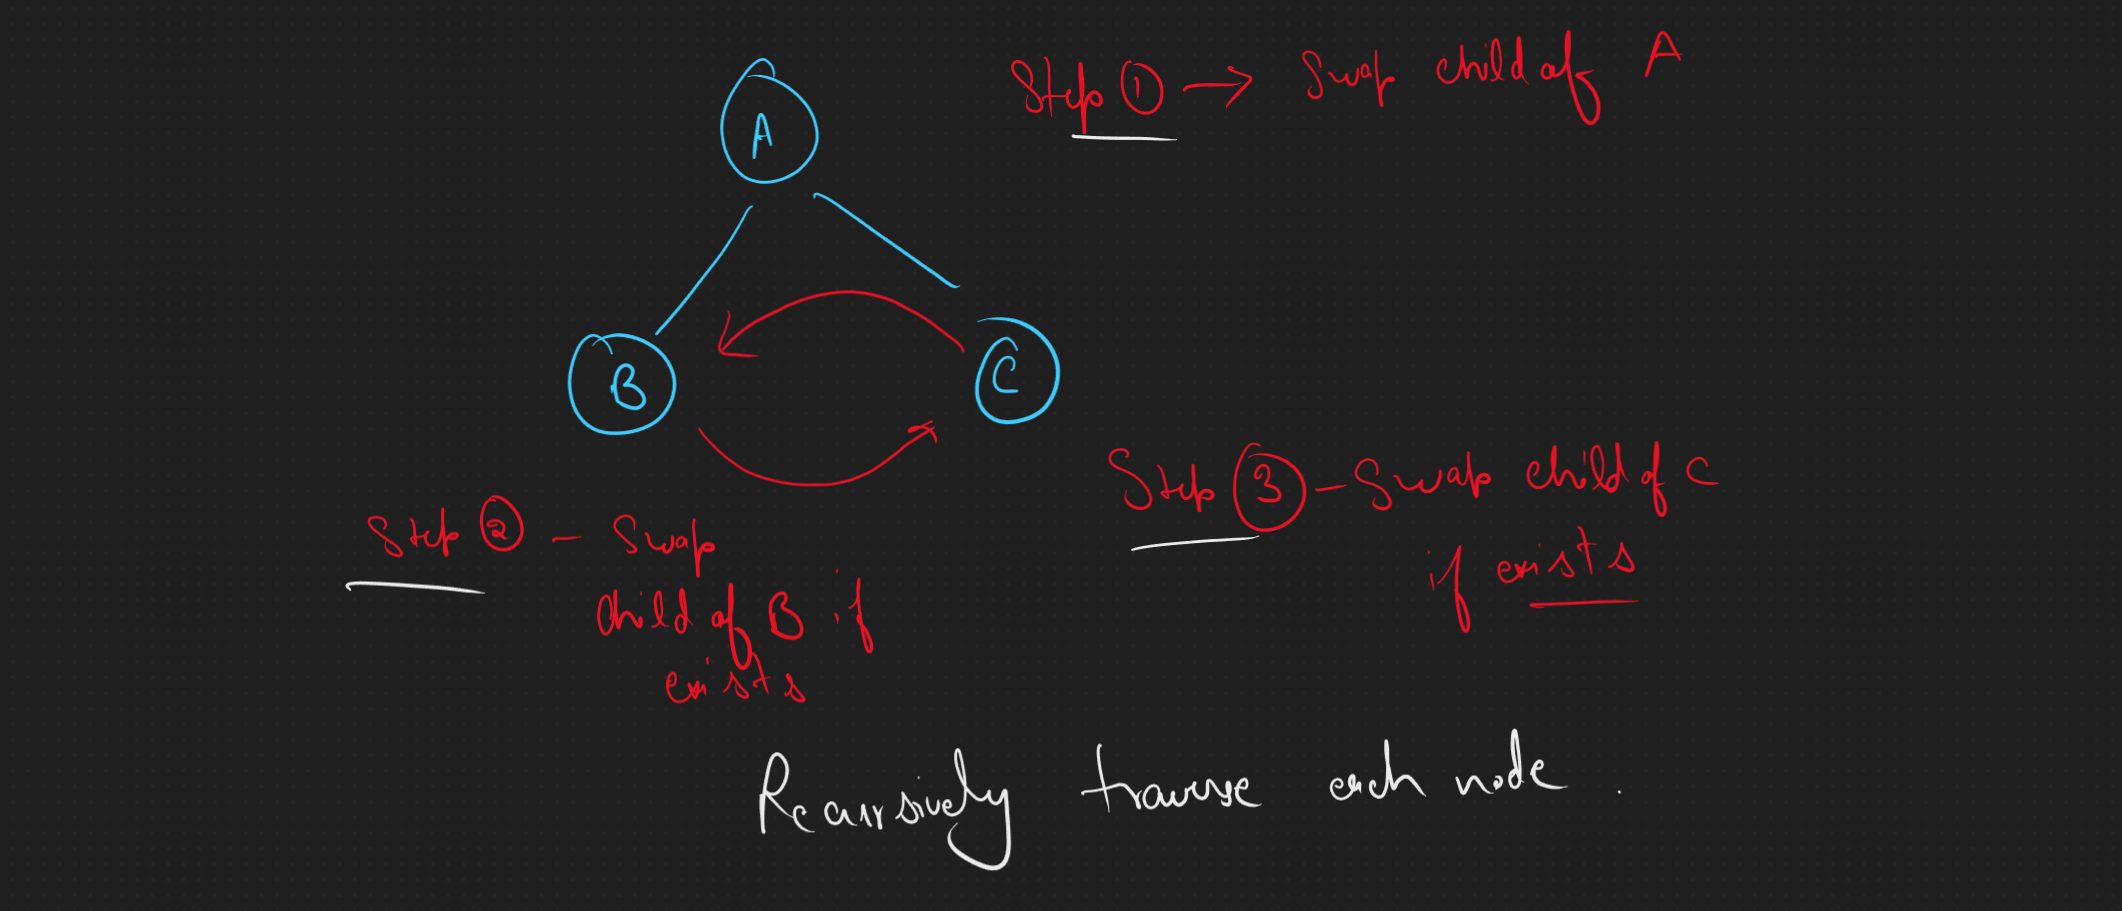 Step 1 → Swap child of A
A
B
C
Step 2 - Swap
child of B if
exists
Step 3 - Swap child of C
if exists
Recursively traverse each node.